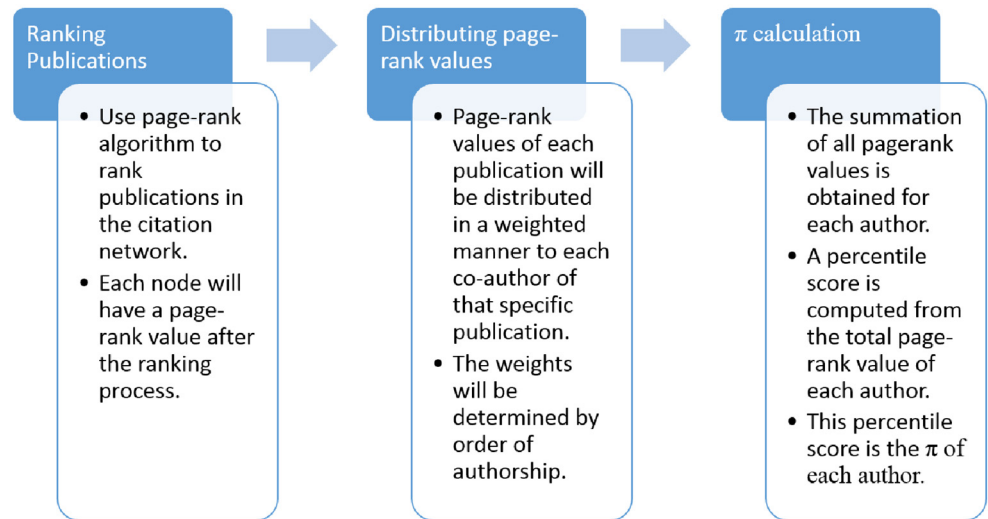 Ranking
Publications
• Use page-rank
algorithm to
rank
publications in
the citation
network.
• Each node will
have a page-
rank value after
the ranking
process.
Distributing page-
rank values
• Page-rank
values of each
publication will
be distributed
in a weighted
manner to each
co-author of
that specific
publication.
• The weights
will be
determined by
order of
authorship.
π calculation
• The summation
of all pagerank
values is
obtained for
each author.
• A percentile
score is
computed from
the total page-
rank value of
each author.
• This percentile
score is the π of
each author.